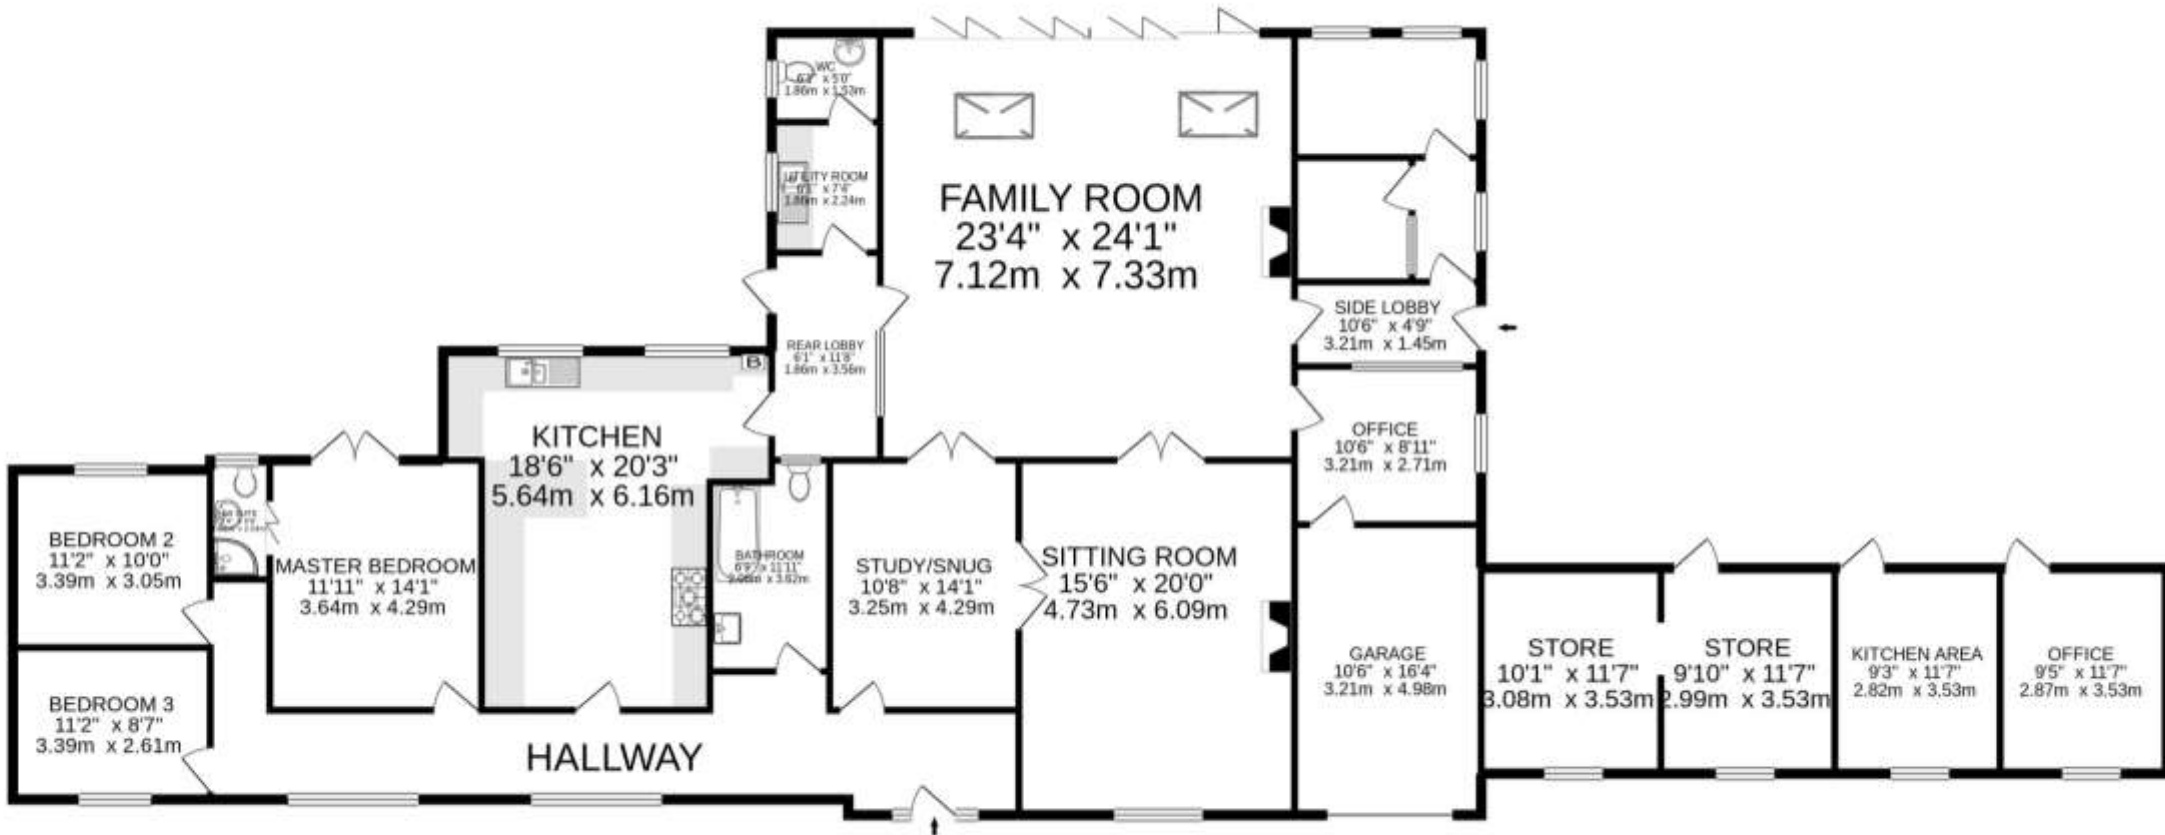 WC
1.86m x 1.53m
UTILITY ROOM
6'1" x 7'4"
1.86m x 2.24m
FAMILY ROOM
23'4" x 24'1"
7.12m x 7.33m
SIDE LOBBY
10'6" x 4'9"
3.21m x 1.45m
REAR LOBBY
6'1" x 11'8"
1.86m x 3.56m
B
KITCHEN
18'6" x 20'3"
5.64m x 6.16m
OFFICE
10'6" x 8'11"
3.21m x 2.71m
BEDROOM 2
11'2" x 10'0"
3.39m x 3.05m
MASTER BEDROOM
11'11" x 14'1"
3.64m x 4.29m
BATHROOM
6'9" x 11'11"
x 3.62m
STUDY/SNUG
10'8" x 14'1"
3.25m x 4.29m
SITTING ROOM
15'6" x 20'0"
4.73m x 6.09m
GARAGE
10'6" x 16'4"
3.21m x 4.98m
STORE
10'1" x 11'7"
3.08m x 3.53m
STORE
9'10" x 11'7"
2.99m x 3.53m
KITCHEN AREA
9'3" x 11'7"
2.82m x 3.53m
OFFICE
9'5" x 11'7"
2.87m x 3.53m
BEDROOM 3
11'2" x 8'7"
3.39m x 2.61m
HALLWAY